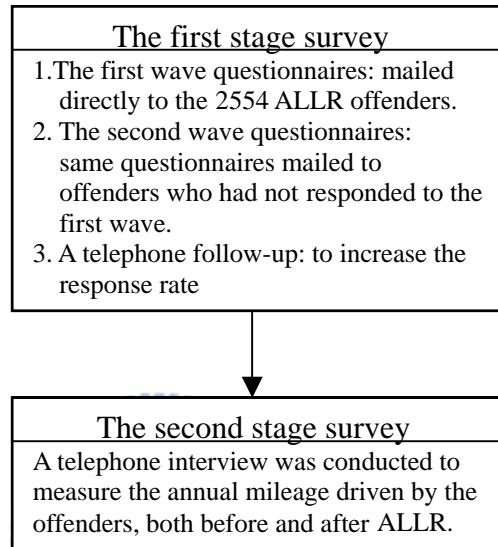 The first stage survey
1.The first wave questionnaires: mailed
directly to the 2554 ALLR offenders.
2. The second wave questionnaires:
same questionnaires mailed to
offenders who had not responded to the
first wave.
3. A telephone follow-up: to increase the
response rate
The second stage survey
A telephone interview was conducted to
measure the annual mileage driven by the
offenders, both before and after ALLR.